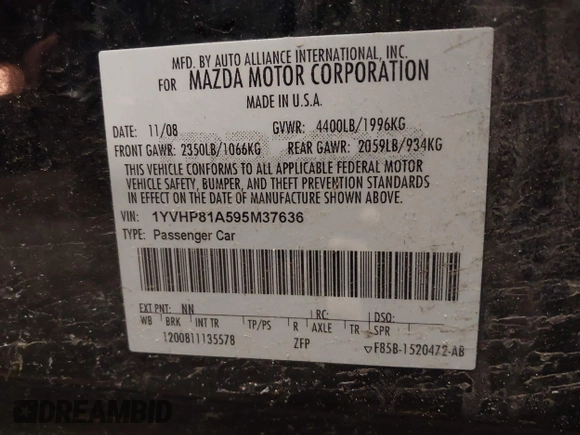 MFD. BY AUTO ALLIANCE INTERNATIONAL, INC.
FOR MAZDA MOTOR CORPORATION
MADE IN U.S.A.
DATE: 11/08 GVWR: 4400LB/1996KG
FRONT GAWR: 2350LB/1066KG REAR GAWR: 2059LB/934KG
THIS VEHICLE CONFORMS TO ALL APPLICABLE FEDERAL MOTOR
VEHICLE SAFETY, BUMPER, AND THEFT PREVENTION STANDARDS
IN EFFECT ON THE DATE OF MANUFACTURE SHOWN ABOVE.
VIN: 1YVHP81A595M37636
TYPE: Passenger Car
EXT PNT: NN RC: DSO:
WB BRK INT TR TP/PS R AXLE TR SPR
1200811135578 ZFP F85B-1520472-AB
DREAMBID